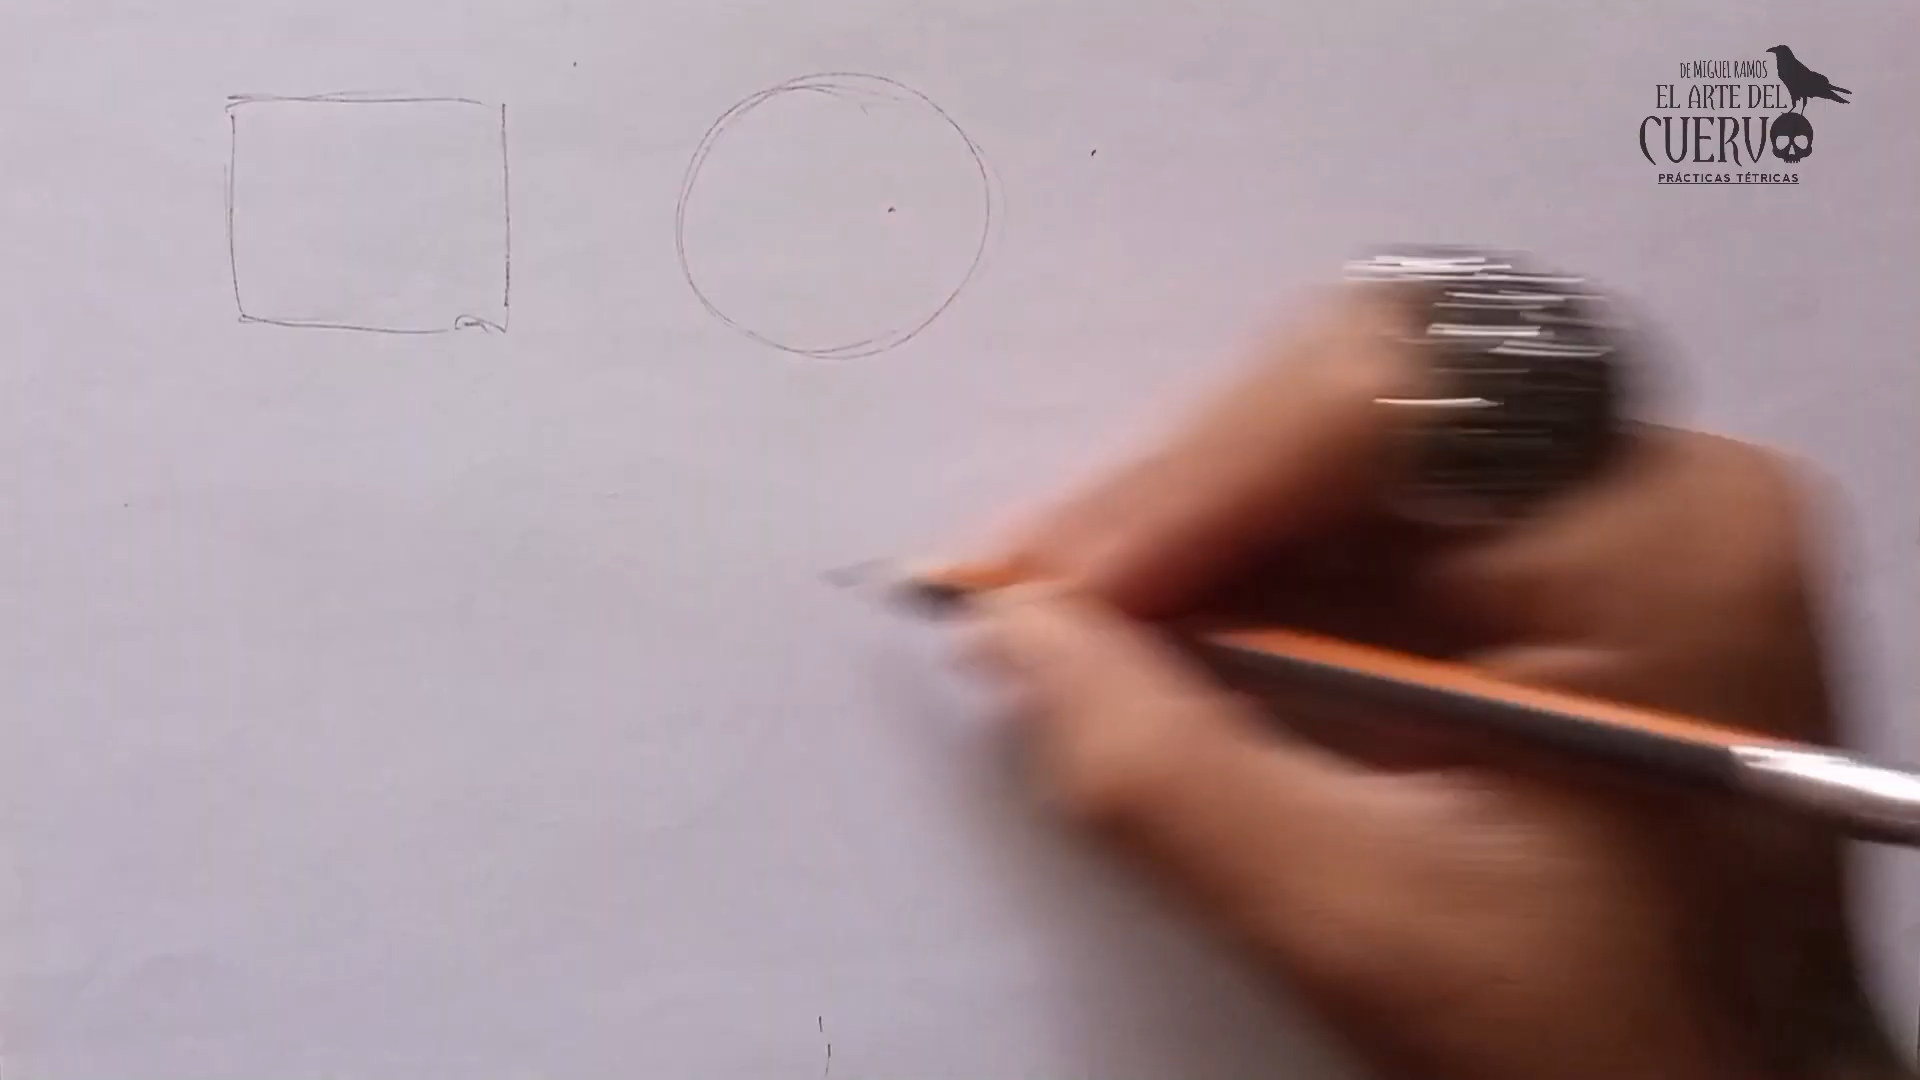 DE MIGUEL RAMOS
EL ARTE DEL
CUERVO
PRÁCTICAS TÉTRICAS